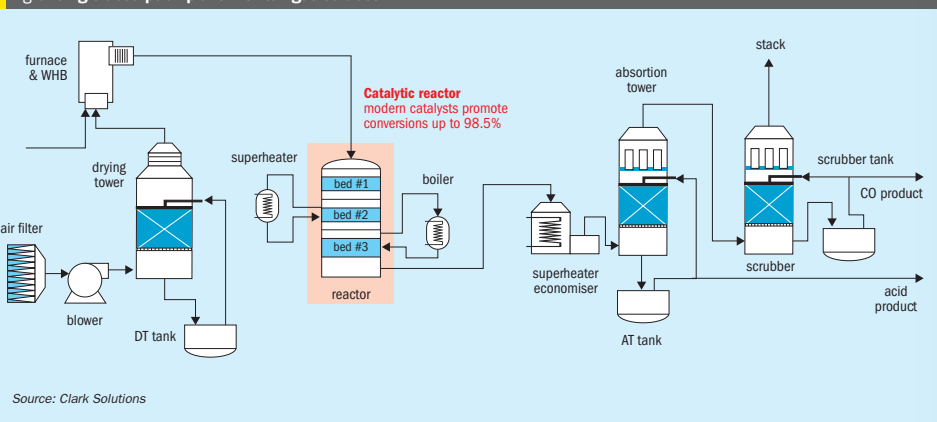 furnace
& WHB
Catalytic reactor
modern catalysts promote
conversions up to 98.5%
stack
absortion
tower
drying
tower
superheater
bed #1
bed #2
bed #3
boiler
reactor
scrubber tank
CO product
air filter
blower
DT tank
superheater
economiser
scrubber
acid
product
AT tank
Source: Clark Solutions